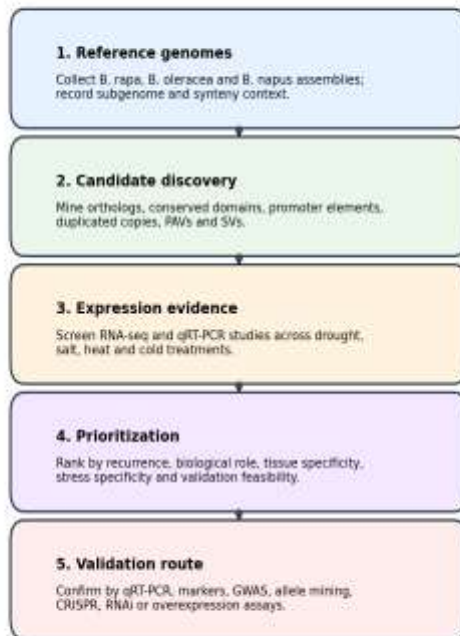 1. Reference genomes
Collect B. rapa, B. oleracea and B. napus assemblies;
record subgenome and synteny context.
2. Candidate discovery
Mine orthologs, conserved domains, promoter elements,
duplicated copies, PAVs and SVs.
3. Expression evidence
Screen RNA-seq and qRT-PCR studies across drought,
salt, heat and cold treatments.
4. Prioritization
Rank by recurrence, biological role, tissue specificity,
stress specificity and validation feasibility.
5. Validation route
Confirm by qRT-PCR, markers, GWAS, allele mining,
CRISPR, RNAi or overexpression assays.